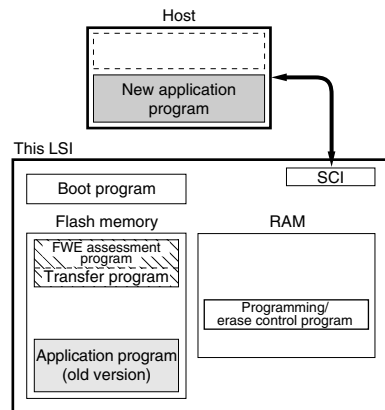 Host
New application
program
This LSI
SCI
Boot program
Flash memory
RAM
FWE assessment
program
Transfer program
Programming/
erase control program
Application program
(old version)